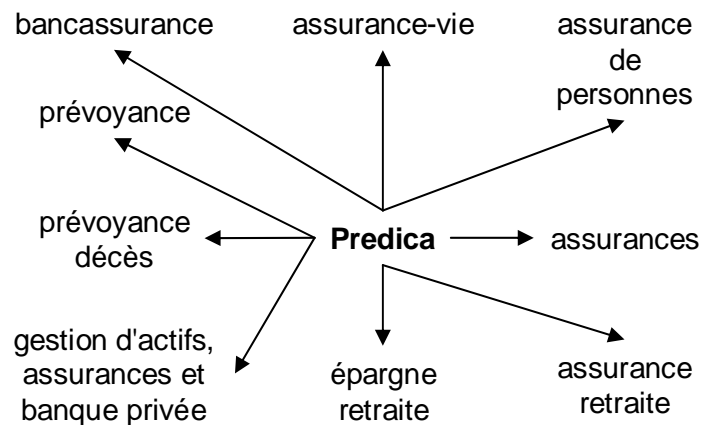 bancassurance
assurance-vie
assurance
de
personnes
prévoyance
prévoyance
décès
Predica
assurances
gestion d'actifs,
assurances et
banque privée
épargne
retraite
assurance
retraite